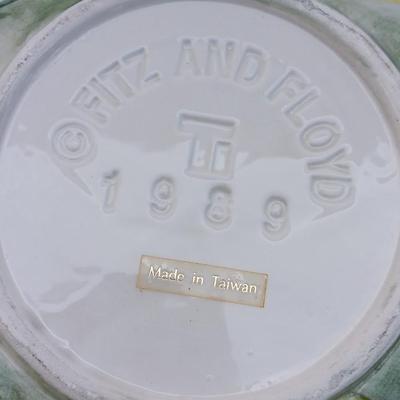 © FITZ AND FLOYD
FF
1989
Made in Taiwan